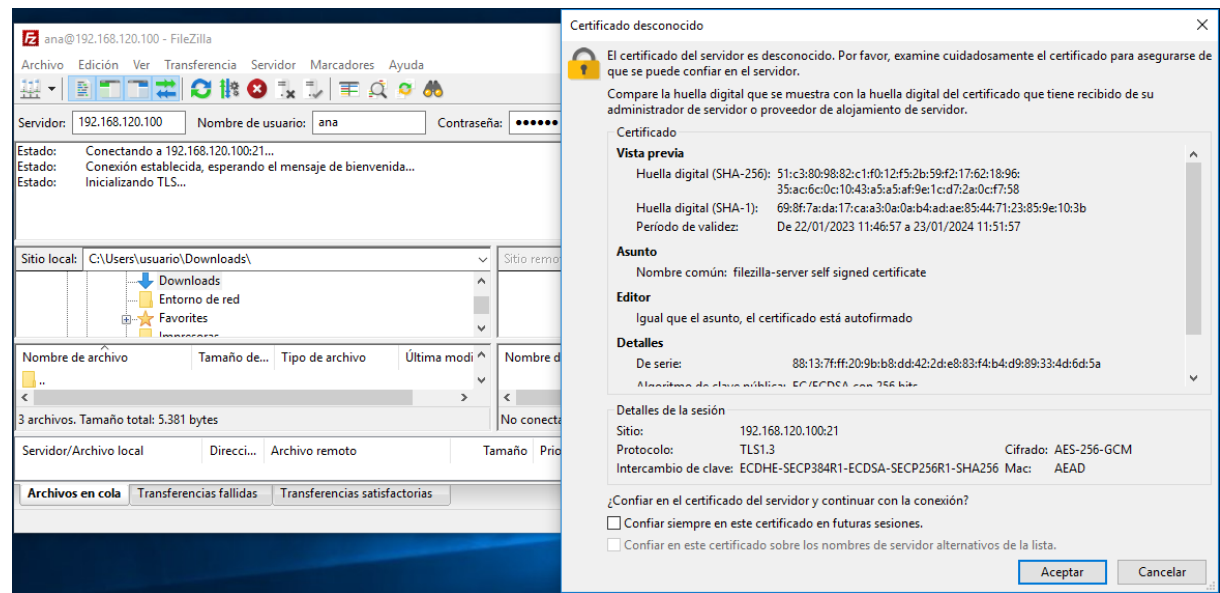 ana@192.168.120.100 - FileZilla
Archivo Edición Ver Transferencia Servidor Marcadores Ayuda
Servidor: 192.168.120.100 Nombre de usuario: ana Contraseña: ●●●●●●
Estado: Conectando a 192.168.120.100:21...
Estado: Conexión establecida, esperando el mensaje de bienvenida...
Estado: Inicializando TLS...
Sitio local: C:\Users\usuario\Downloads\
Sitio remo
Downloads
Entorno de red
Favorites
Impresoras
Nombre de archivo Tamaño de... Tipo de archivo Última modi
Nombre d
..
3 archivos. Tamaño total: 5.381 bytes
No conecta
Servidor/Archivo local Direcci... Archivo remoto Tamaño Prio
Archivos en cola Transferencias fallidas Transferencias satisfactorias
Certificado desconocido
El certificado del servidor es desconocido. Por favor, examine cuidadosamente el certificado para asegurarse de
que se puede confiar en el servidor.
Compare la huella digital que se muestra con la huella digital del certificado que tiene recibido de su
administrador de servidor o proveedor de alojamiento de servidor.
Certificado
Vista previa
Huella digital (SHA-256): 51:c3:80:98:82:c1:f0:12:f5:2b:59:f2:17:62:18:96:
35:ac:6c:0c:10:43:a5:a5:af:9e:1c:d7:2a:0c:f7:58
Huella digital (SHA-1): 69:8f:7a:da:17:ca:a3:0a:0a:b4:ad:ae:85:44:71:23:85:9e:10:3b
Período de validez: De 22/01/2023 11:46:57 a 23/01/2024 11:51:57
Asunto
Nombre común: filezilla-server self signed certificate
Editor
Igual que el asunto, el certificado está autofirmado
Detalles
De serie: 88:13:7f:ff:20:9b:b8:dd:42:2d:e8:83:f4:b4:d9:89:33:4d:6d:5a
Algoritmo de clave pública: EC/ECDSA con 256 bits
Detalles de la sesión
Sitio: 192.168.120.100:21
Protocolo: TLS1.3 Cifrado: AES-256-GCM
Intercambio de clave: ECDHE-SECP384R1-ECDSA-SECP256R1-SHA256 Mac: AEAD
¿Confiar en el certificado del servidor y continuar con la conexión?
Confiar siempre en este certificado en futuras sesiones.
Confiar en este certificado sobre los nombres de servidor alternativos de la lista.
Aceptar Cancelar